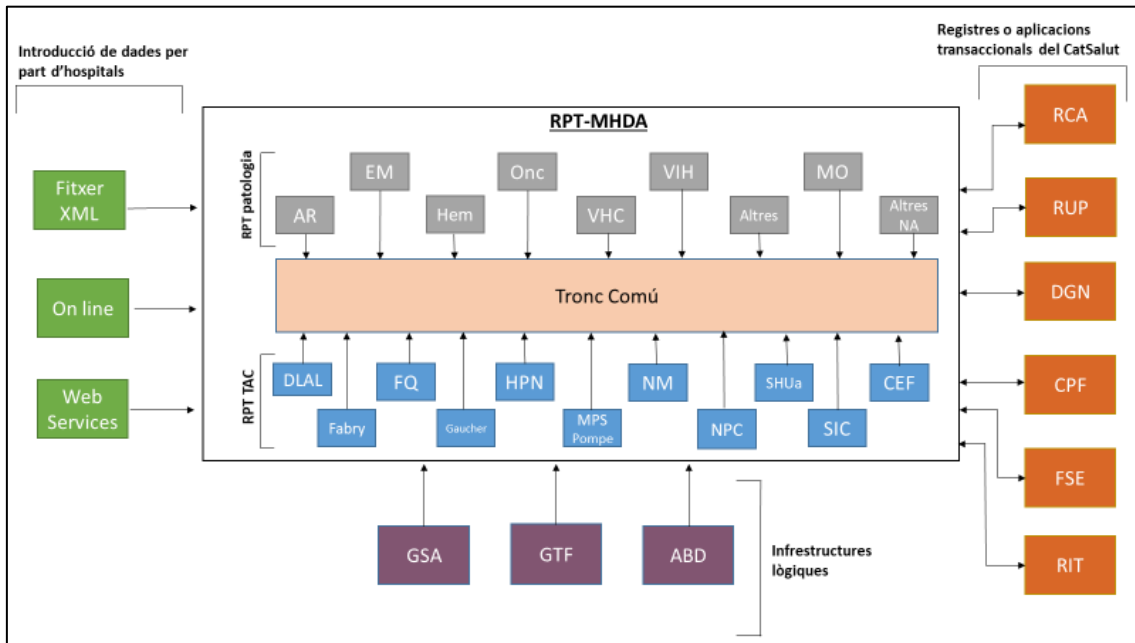 Introducció de dades per
part d'hospitals
Registres o aplicacions
transaccionals del CatSalut
RPT-MHDA
RPT patologia
EM
Onc
VIH
MO
AR
Hem
VHC
Altres
Altres
NA
Tronc Comú
RPT TAC
DLAL
FQ
HPN
NM
SHUa
CEF
Fabry
Gaucher
MPS
Pompe
NPC
SIC
Fitxer
XML
On line
Web
Services
RCA
RUP
DGN
CPF
FSE
RIT
GSA
GTF
ABD
Infrestructures
lògiques